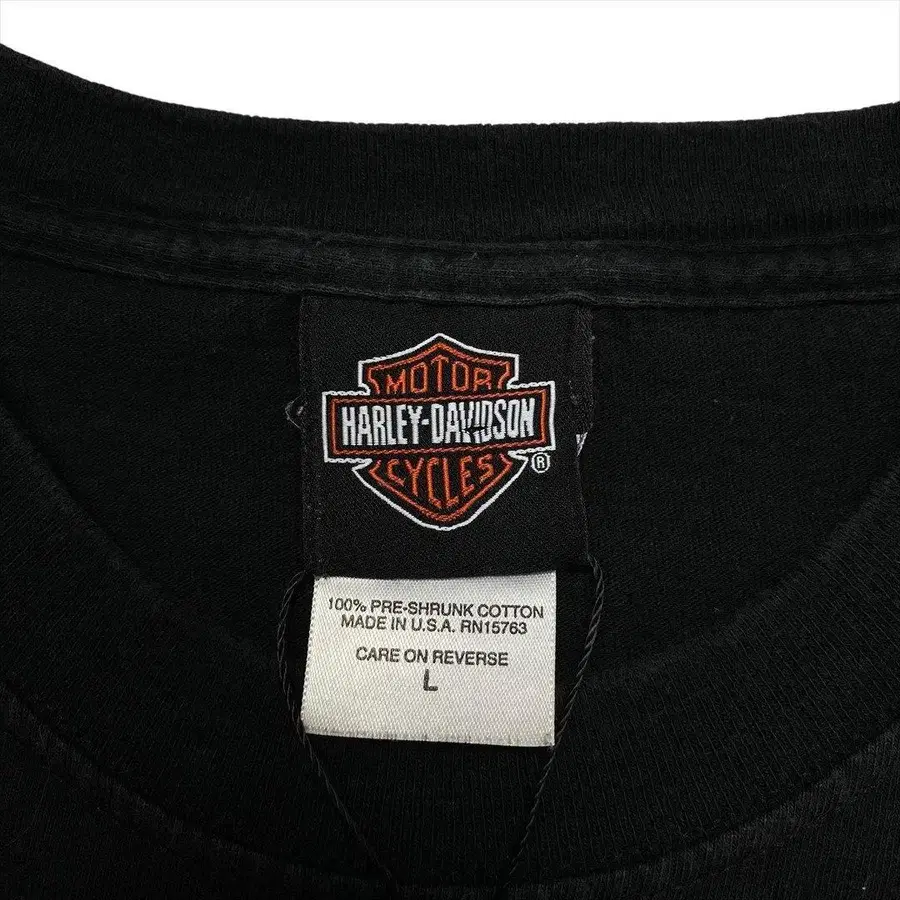 MOTOR
HARLEY-DAVIDSON
CYCLES
®
100% PRE-SHRUNK COTTON
MADE IN U.S.A. RN15763
CARE ON REVERSE
L